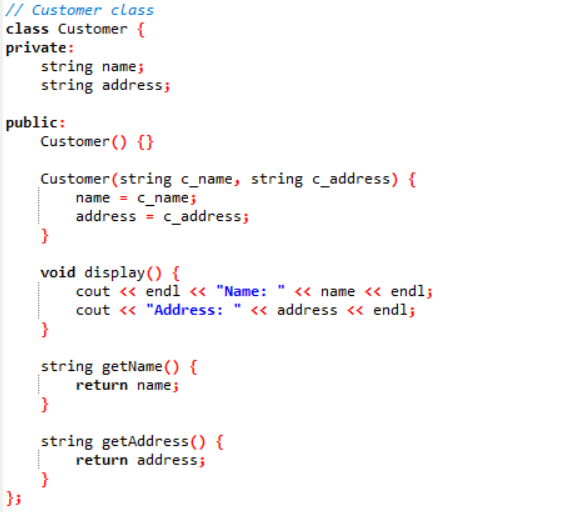 // Customer class
class Customer {
private:
    string name;
    string address;

public:
    Customer() {}

    Customer(string c_name, string c_address) {
        name = c_name;
        address = c_address;
    }

    void display() {
        cout << endl << "Name: " << name << endl;
        cout << "Address: " << address << endl;
    }

    string getName() {
        return name;
    }

    string getAddress() {
        return address;
    }
};